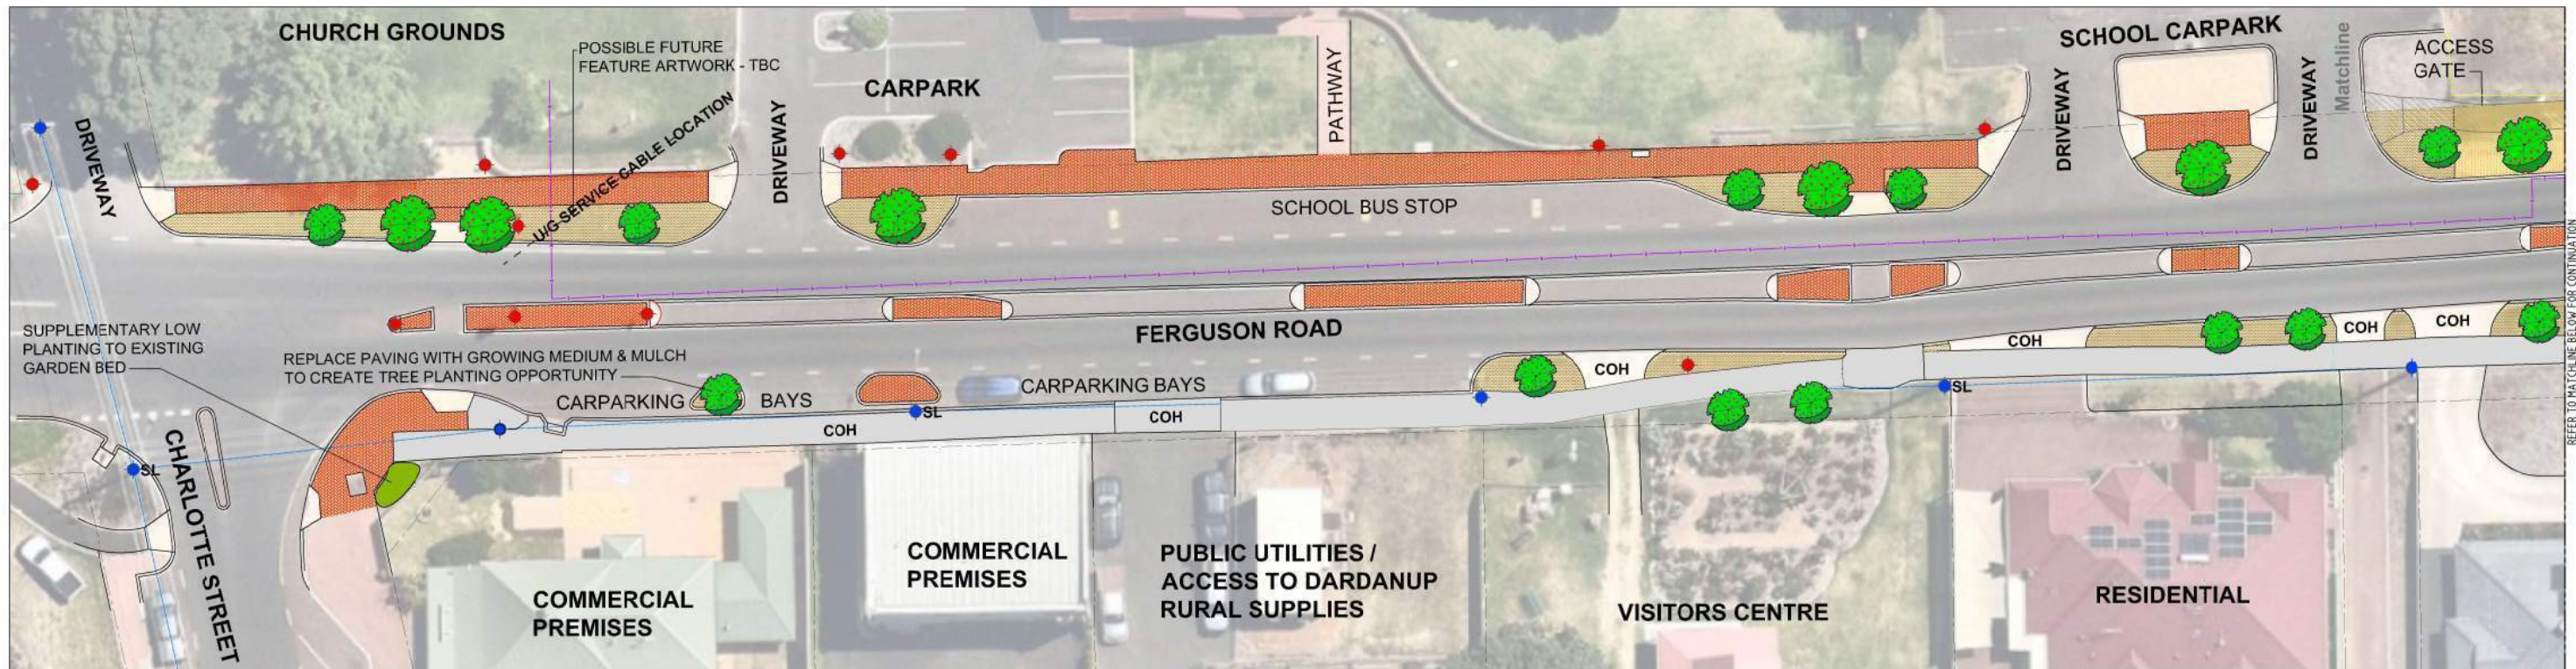 CHURCH GROUNDS
POSSIBLE FUTURE
FEATURE ARTWORK - TBC
CARPARK
PATHWAY
SCHOOL CARPARK
Matchline
ACCESS
GATE
DRIVEWAY
U/G SERVICE CABLE LOCATION
DRIVEWAY
DRIVEWAY
DRIVEWAY
SCHOOL BUS STOP
REFER TO MATCHLINE BELOW FOR CONTINUATION
FERGUSON ROAD
SUPPLEMENTARY LOW
PLANTING TO EXISTING
GARDEN BED
REPLACE PAVING WITH GROWING MEDIUM & MULCH
TO CREATE TREE PLANTING OPPORTUNITY
CARPARKING BAYS
CARPARKING BAYS
COH
COH
COH
COH
SL
SL
COH
COH
SL
CHARLOTTE STREET
COMMERCIAL
PREMISES
COMMERCIAL
PREMISES
PUBLIC UTILITIES /
ACCESS TO DARDANUP
RURAL SUPPLIES
VISITORS CENTRE
RESIDENTIAL